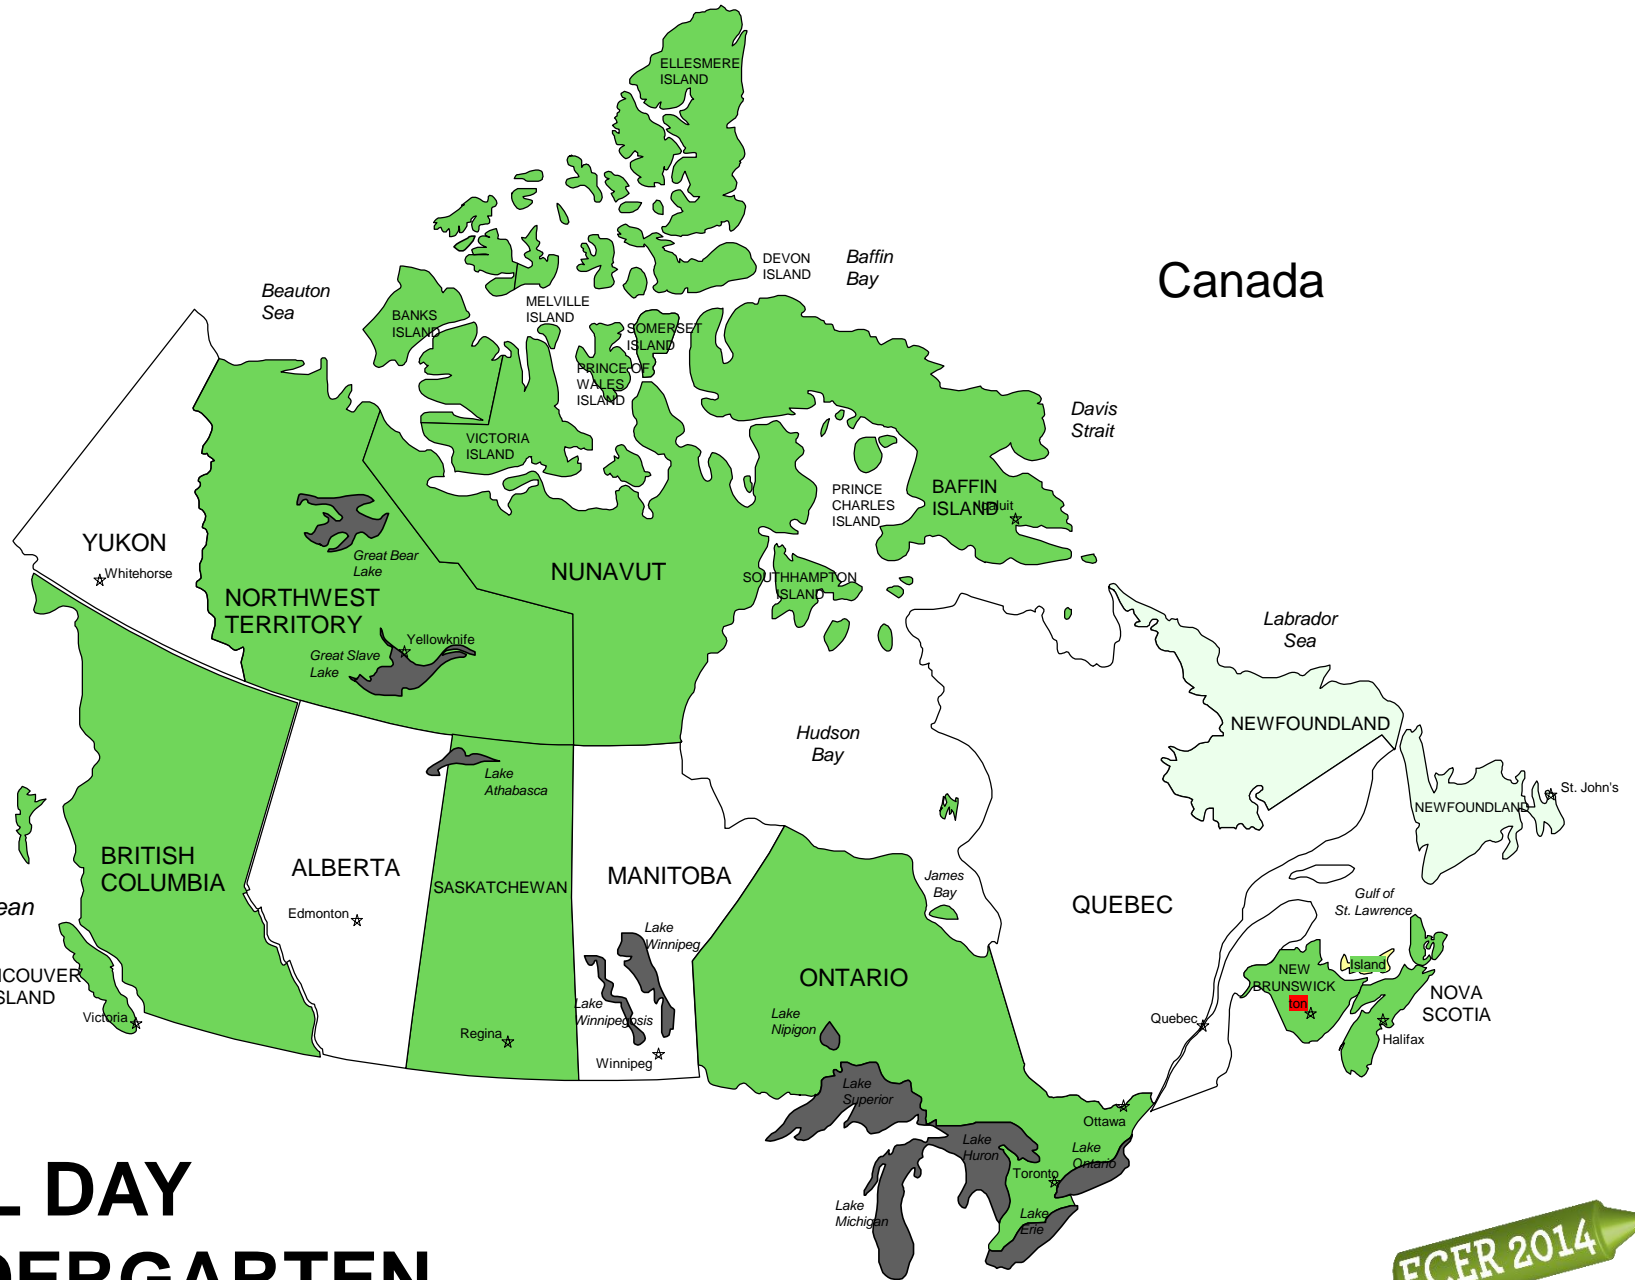 ELLESMERE
ISLAND
DEVON
ISLAND
Baffin
Bay
Canada
Beauton
Sea
MELVILLE
ISLAND
BANKS
ISLAND
SOMERSET
ISLAND
PRINCE OF
WALES
ISLAND
Davis
Strait
VICTORIA
ISLAND
PRINCE
CHARLES
ISLAND
BAFFIN
ISLAND
YUKON
Whitehorse
Great Bear
Lake
NUNAVUT
SOUTHHAMPTON
ISLAND
NORTHWEST
TERRITORY
Yellowknife
Great Slave
Lake
Labrador
Sea
Hudson
Bay
NEWFOUNDLAND
Lake
Athabasca
St. John's
NEWFOUNDLAND
BRITISH
COLUMBIA
ALBERTA
SASKATCHEWAN
MANITOBA
James
Bay
QUEBEC
Gulf of
St. Lawrence
ean
Edmonton
Lake
Winnipeg
ONTARIO
Island
NEW
BRUNSWICK
ton
NOVA
SCOTIA
NCOUVER
SLAND
Victoria
Lake
Winnipegosis
Lake
Nipigon
Regina
Winnipeg
Quebec
Halifax
Lake
Superior
Ottawa
Lake
Huron
Lake
Ontario
Toronto
Lake
Michigan
Lake
Erie
L DAY
DERGARTEN
ECER 2014